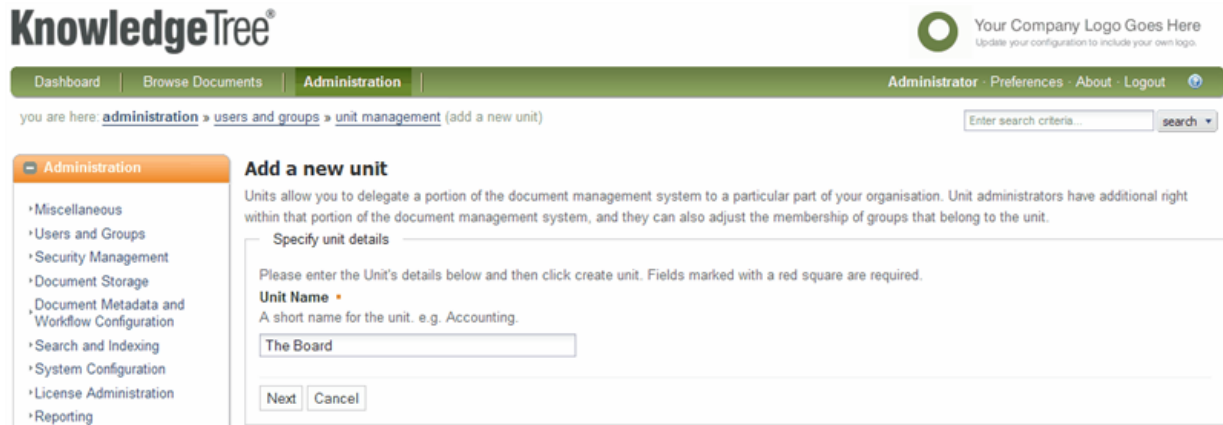 KnowledgeTree®
Your Company Logo Goes Here
Update your configuration to include your own logo.
Dashboard Browse Documents Administration
Administrator · Preferences · About · Logout ?
you are here: administration » users and groups » unit management (add a new unit)
Enter search criteria... search
Administration
Miscellaneous
Users and Groups
Security Management
Document Storage
Document Metadata and
Workflow Configuration
Search and Indexing
System Configuration
License Administration
Reporting
Add a new unit
Units allow you to delegate a portion of the document management system to a particular part of your organisation. Unit administrators have additional right
within that portion of the document management system, and they can also adjust the membership of groups that belong to the unit.
Specify unit details
Please enter the Unit's details below and then click create unit. Fields marked with a red square are required.
Unit Name
A short name for the unit. e.g. Accounting.
The Board
Next Cancel